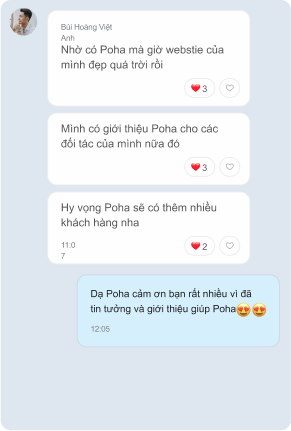 Bùi Hoàng Việt
Anh
Nhờ có Poha mà giờ webstie của
mình đẹp quá trời rồi
3
Mình có giới thiệu Poha cho các
đối tác của mình nữa đó
3
Hy vọng Poha sẽ có thêm nhiều
khách hàng nha
11:0
7
2
Dạ Poha cảm ơn bạn rất nhiều vì đã
tin tưởng và giới thiệu giúp Poha😍😍
12:05